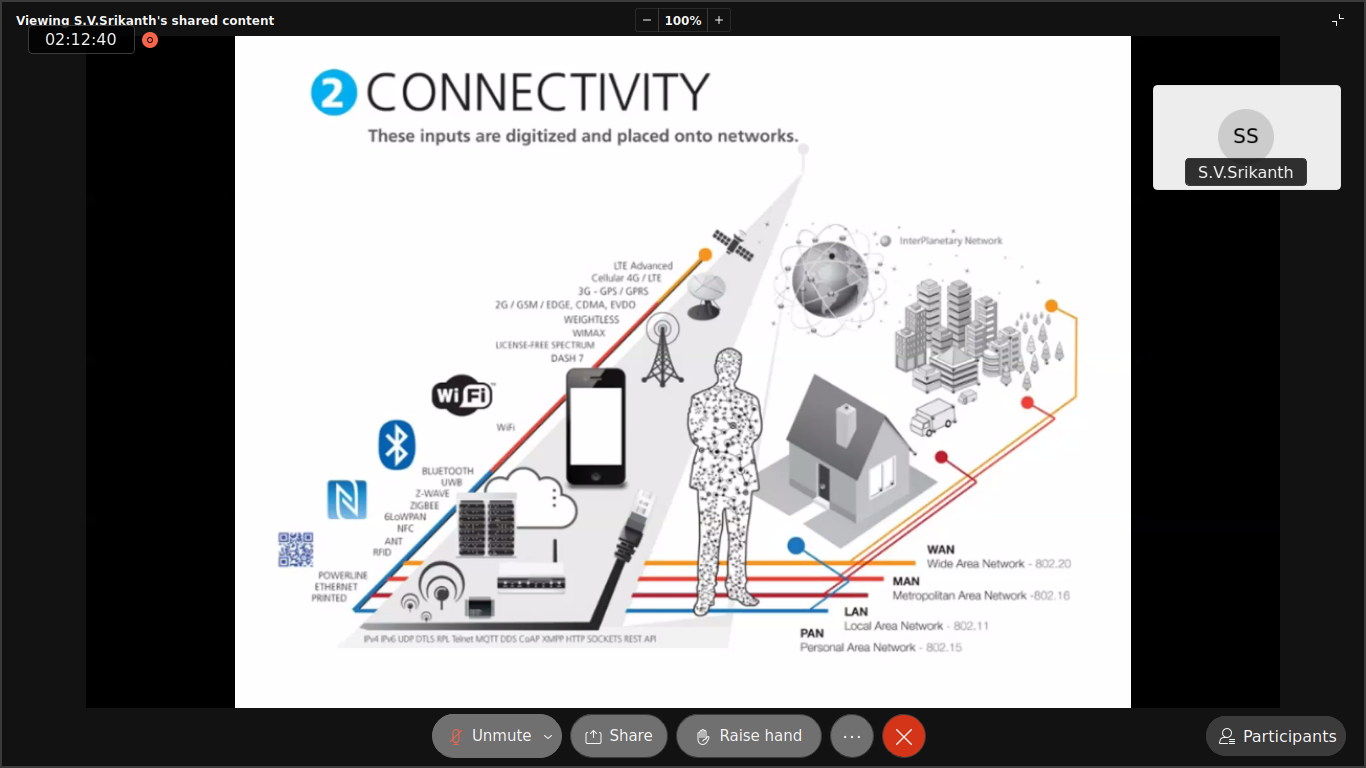 Viewing S.V.Srikanth's shared content
− 100% +
02:12:40
2 CONNECTIVITY
These inputs are digitized and placed onto networks.
SS
S.V.Srikanth
InterPlanetary Network
LTE Advanced
Cellular 4G / LTE
3G - GPS / GPRS
2G / GSM / EDGE, CDMA, EVDO
WEIGHTLESS
WIMAX
LICENSE-FREE SPECTRUM
DASH 7
WiFi
WiFi
BLUETOOTH
UWB
Z-WAVE
ZIGBEE
6LoWPAN
NFC
ANT
RFID
POWERLINE
ETHERNET
PRINTED
WAN
Wide Area Network - 802.20
MAN
Metropolitan Area Network -802.16
LAN
Local Area Network - 802.11
PAN
Personal Area Network - 802.15
IPv4 IPv6 UDP DTLS RPL Telnet MQTT DDS CoAP XMPP HTTP SOCKETS REST API
Unmute
Share
Raise hand
Participants